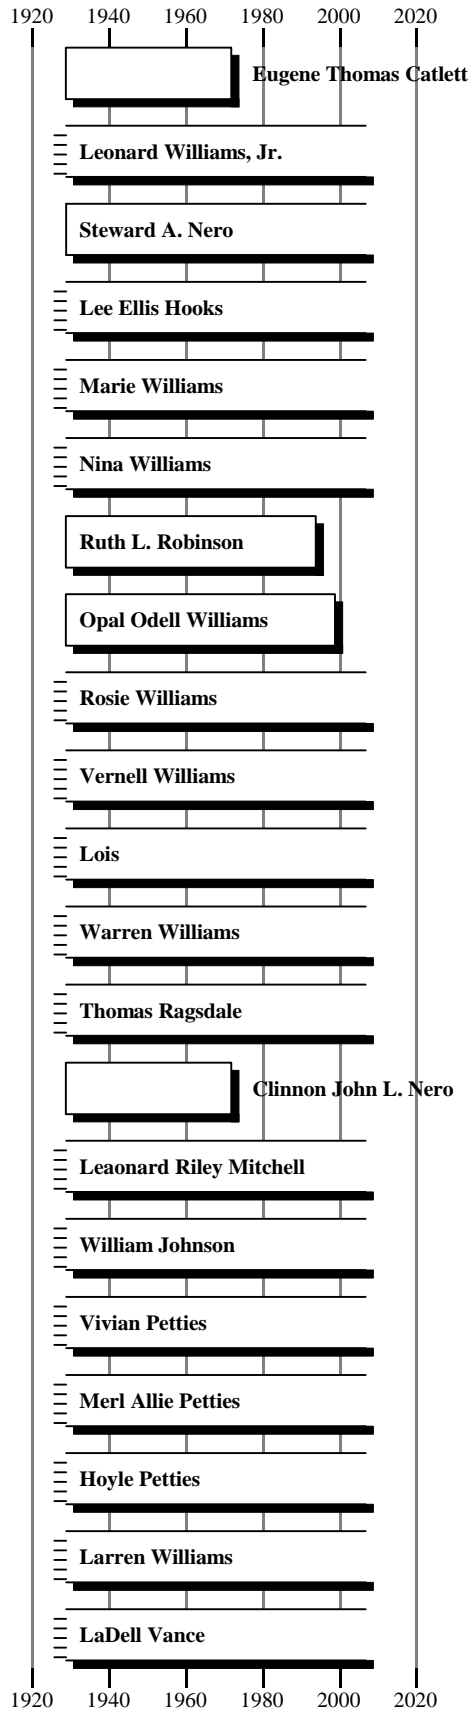 1920 1940 1960 1980 2000 2020
Eugene Thomas Catlett
Leonard Williams, Jr.
Steward A. Nero
Lee Ellis Hooks
Marie Williams
Nina Williams
Ruth L. Robinson
Opal Odell Williams
Rosie Williams
Vernell Williams
Lois
Warren Williams
Thomas Ragsdale
Clinnon John L. Nero
Leaonard Riley Mitchell
William Johnson
Vivian Petties
Merl Allie Petties
Hoyle Petties
Larren Williams
LaDell Vance
1920 1940 1960 1980 2000 2020